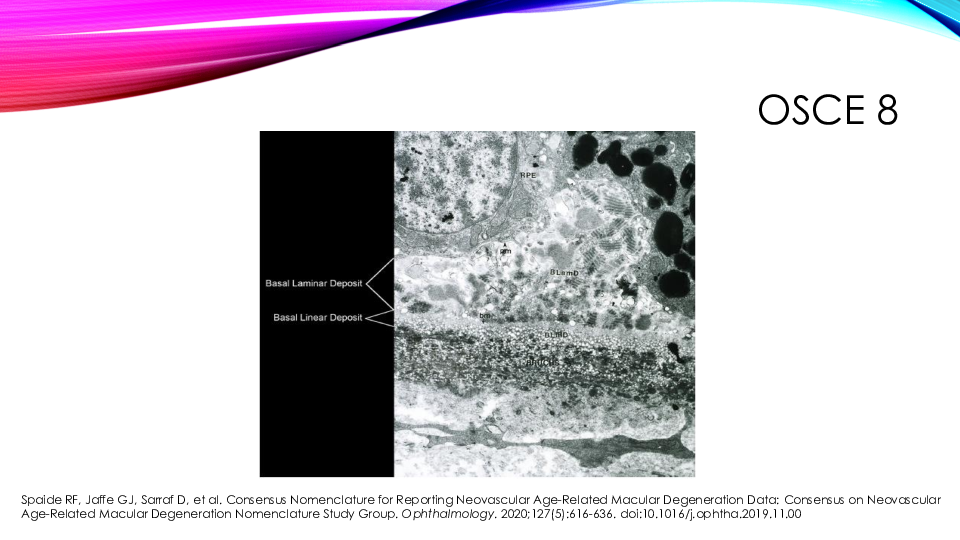 OSCE 8
RPE
pm
BLamD
Basal Laminar Deposit
bm
Basal Linear Deposit
BLinD
Spaide RF, Jaffe GJ, Sarraf D, et al. Consensus Nomenclature for Reporting Neovascular Age-Related Macular Degeneration Data: Consensus on Neovascular
Age-Related Macular Degeneration Nomenclature Study Group. Ophthalmology. 2020;127(5):616-636. doi:10.1016/j.ophtha.2019.11.00